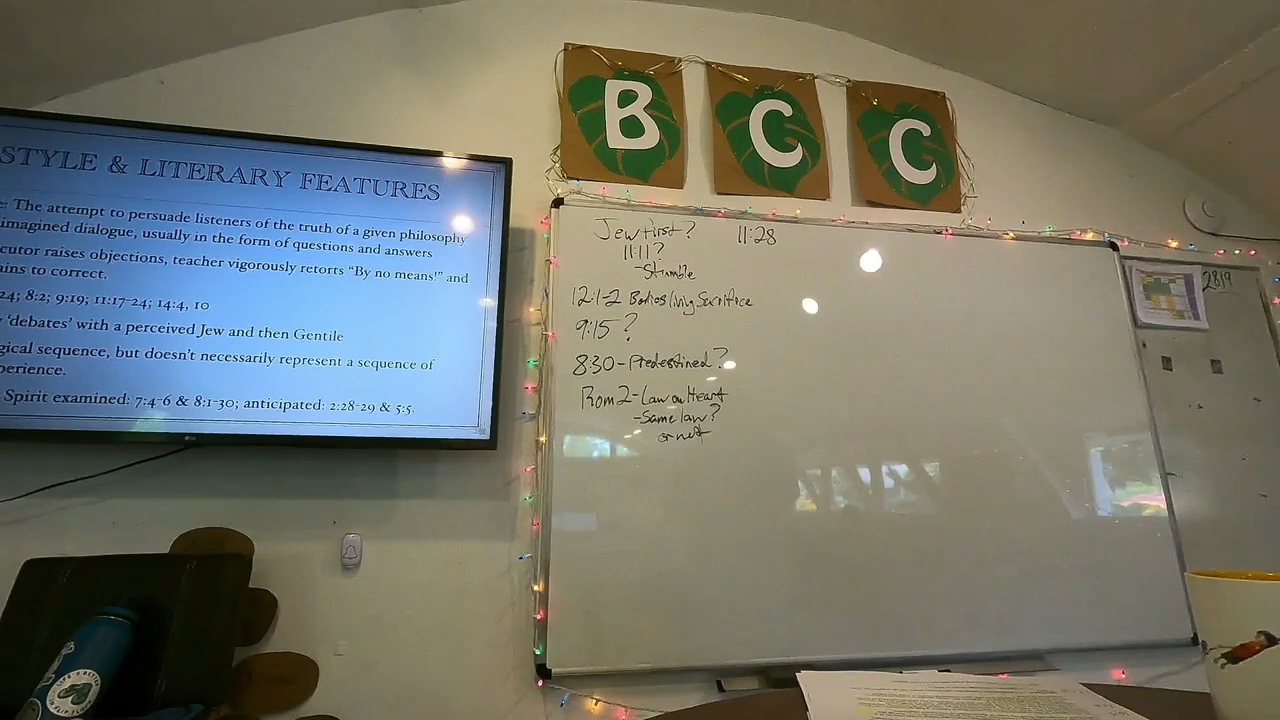 STYLE & LITERARY FEATURES
e: The attempt to persuade listeners of the truth of a given philosophy
imagined dialogue, usually in the form of questions and answers
cutor raises objections, teacher vigorously retorts "By no means!" and
ins to correct.
24; 8:2; 9:19; 11:17-24; 14:4, 10
'debates' with a perceived Jew and then Gentile
gical sequence, but doesn't necessarily represent a sequence of
perience.
Spirit examined: 7:4-6 & 8:1-30; anticipated: 2:28-29 & 5:5.
B C C
Jew first? 11:28
11:11?
-Stumble
12:1-2 Bodies living Sacrifice
9:15?
8:30-Predestined?
Rom 2-Law on Heart
-Same law?
or not
2819